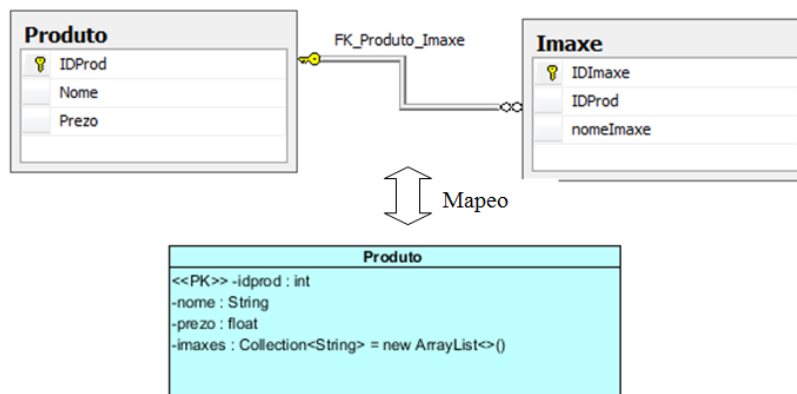 Produto
IDProd
Nome
Prezo
FK_Produto_Imaxe
Imaxe
IDImaxe
IDProd
nomeImaxe
Mapeo
Produto
<<PK>> -idprod : int
-nome : String
-prezo : float
-imaxes : Collection<String> = new ArrayList<>()